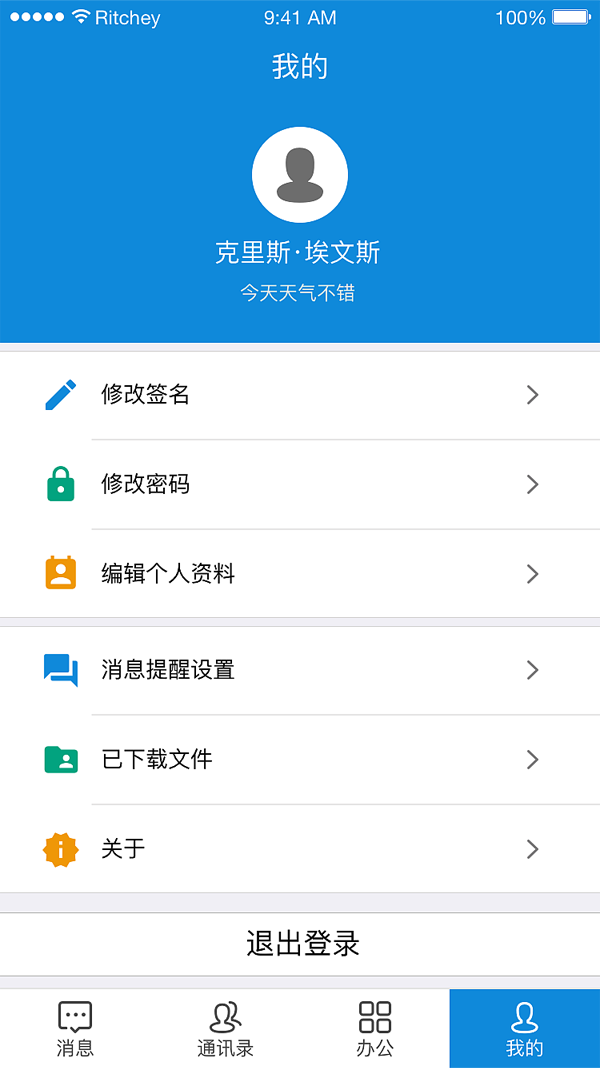 Ritchey 9:41 AM 100%
我的
克里斯·埃文斯
今天天气不错
修改签名
修改密码
编辑个人资料
消息提醒设置
已下载文件
关于
退出登录
消息 通讯录 办公 我的